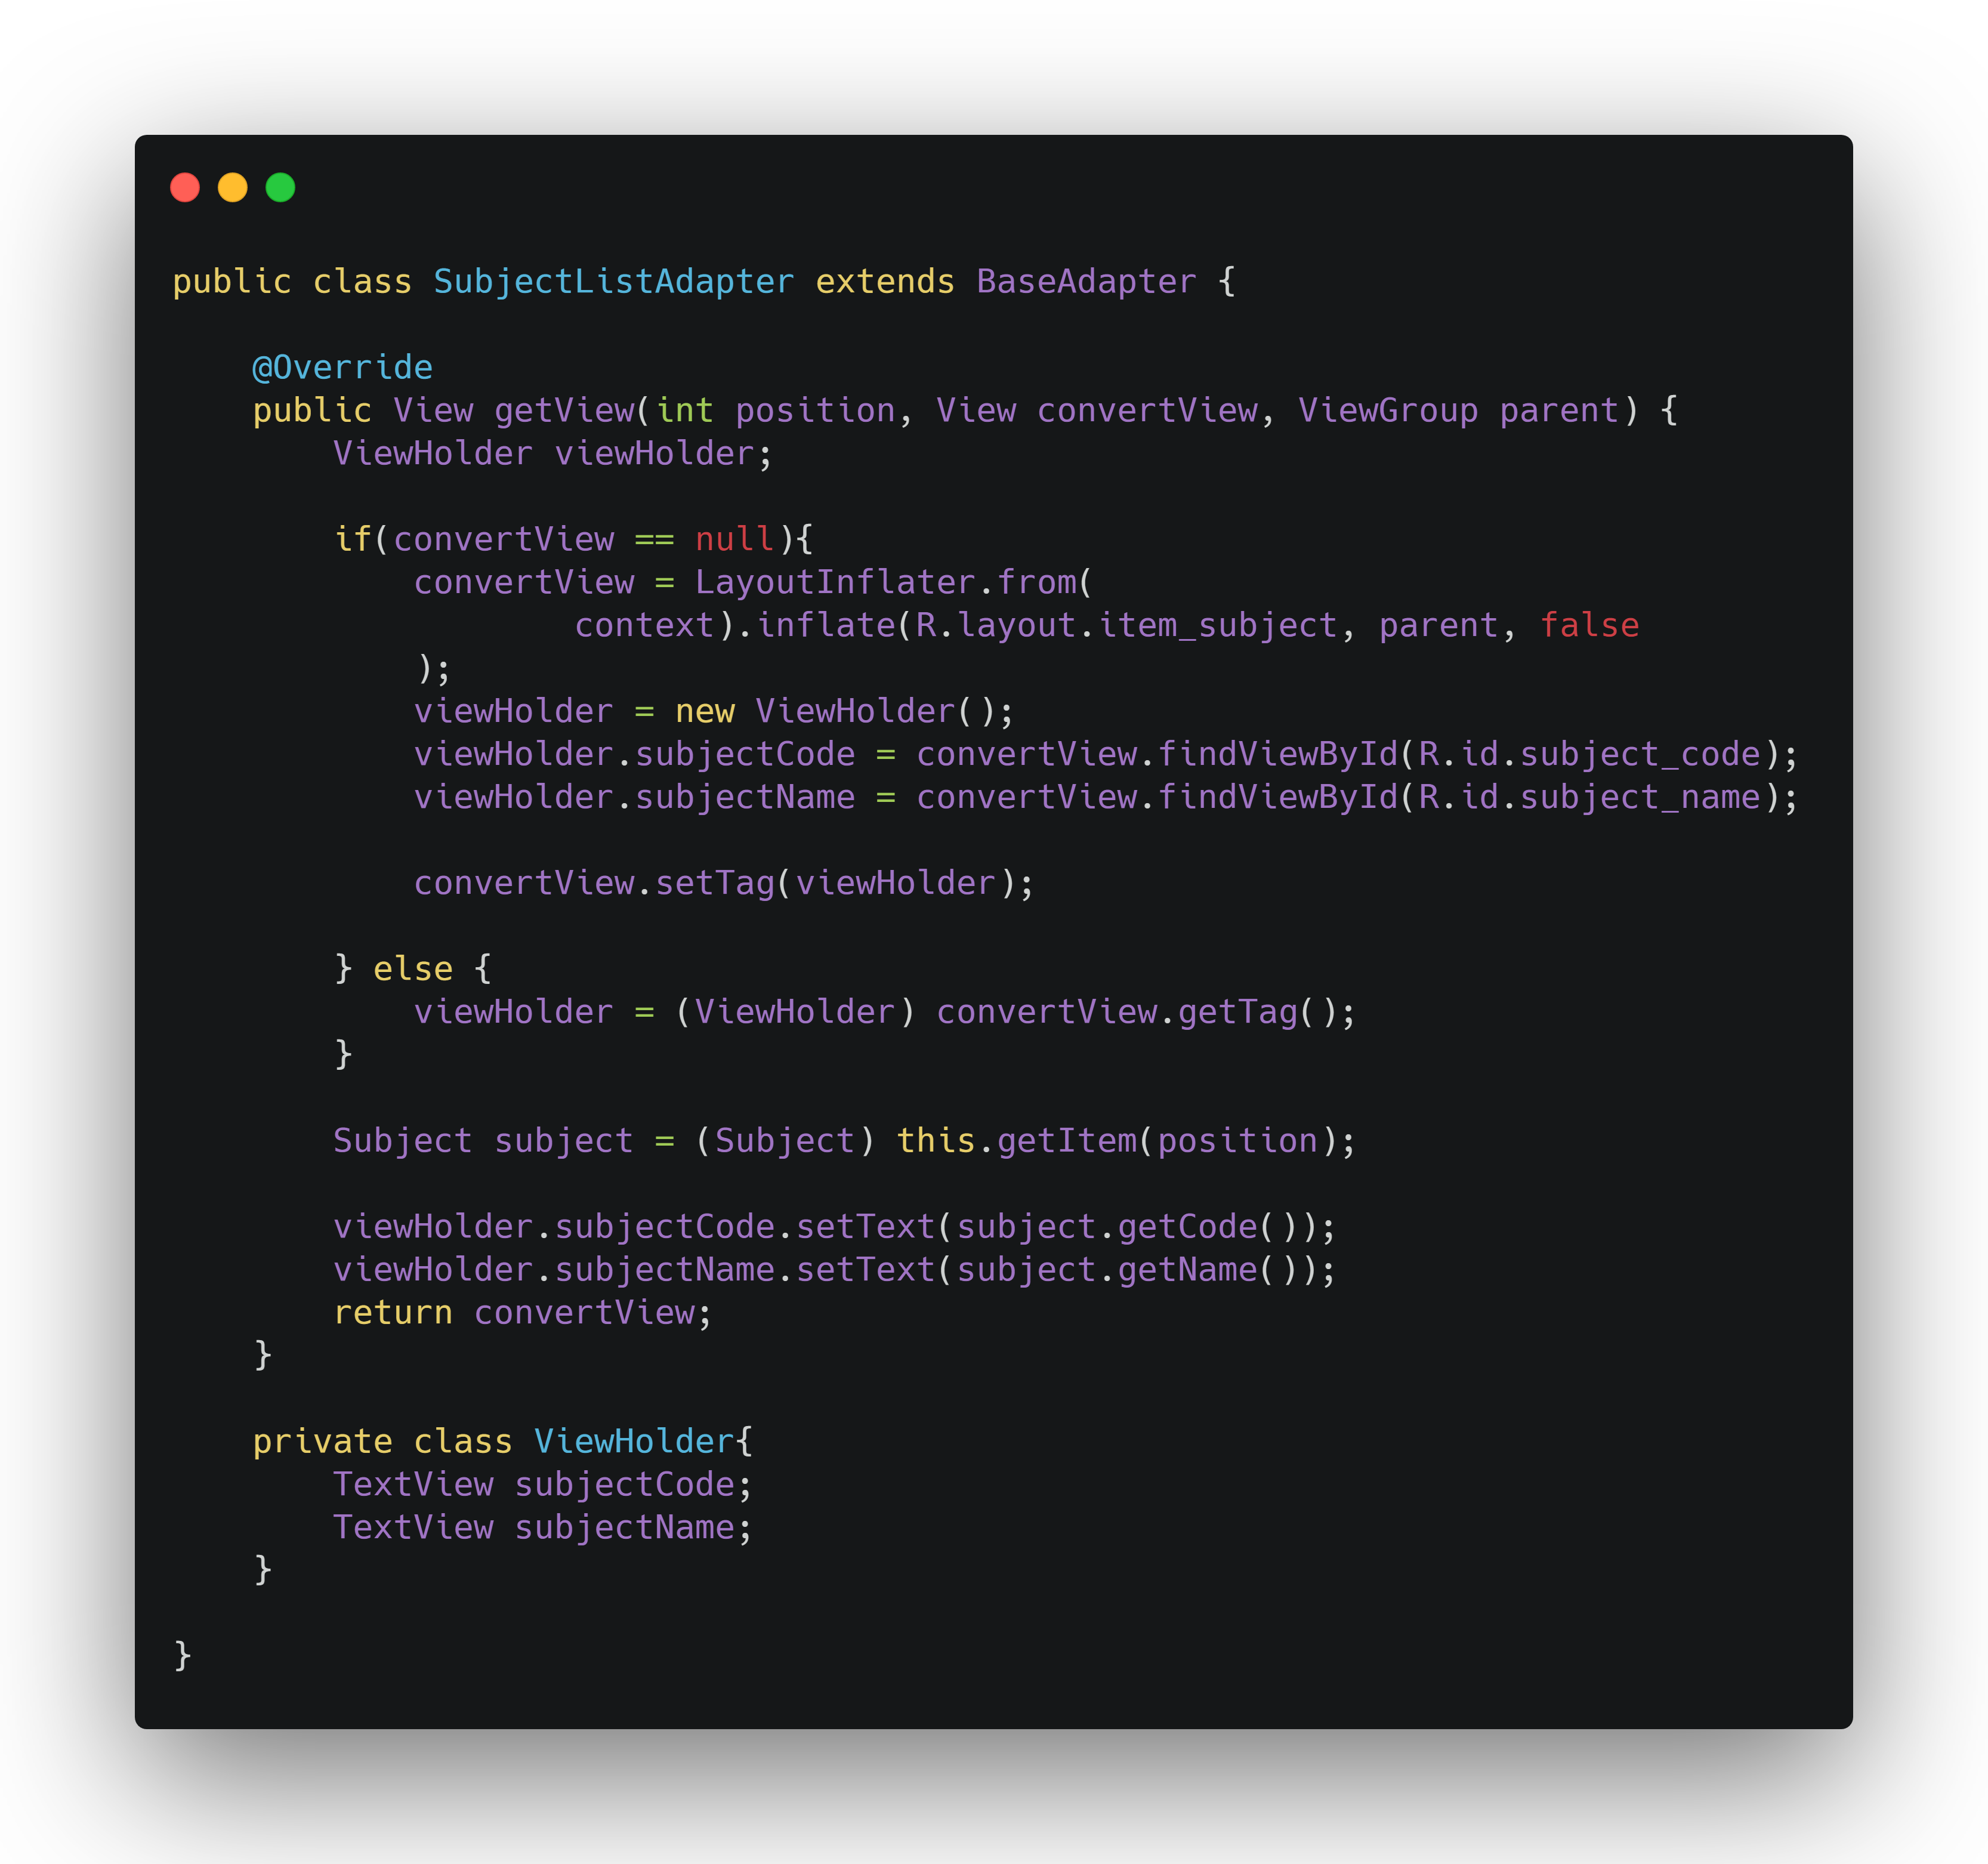 public class SubjectListAdapter extends BaseAdapter {
@Override
public View getView(int position, View convertView, ViewGroup parent) {
ViewHolder viewHolder;
if(convertView == null){
convertView = LayoutInflater.from(
context).inflate(R.layout.item_subject, parent, false
);
viewHolder = new ViewHolder();
viewHolder.subjectCode = convertView.findViewById(R.id.subject_code);
viewHolder.subjectName = convertView.findViewById(R.id.subject_name);
convertView.setTag(viewHolder);
} else {
viewHolder = (ViewHolder) convertView.getTag();
}
Subject subject = (Subject) this.getItem(position);
viewHolder.subjectCode.setText(subject.getCode());
viewHolder.subjectName.setText(subject.getName());
return convertView;
}
private class ViewHolder{
TextView subjectCode;
TextView subjectName;
}
}